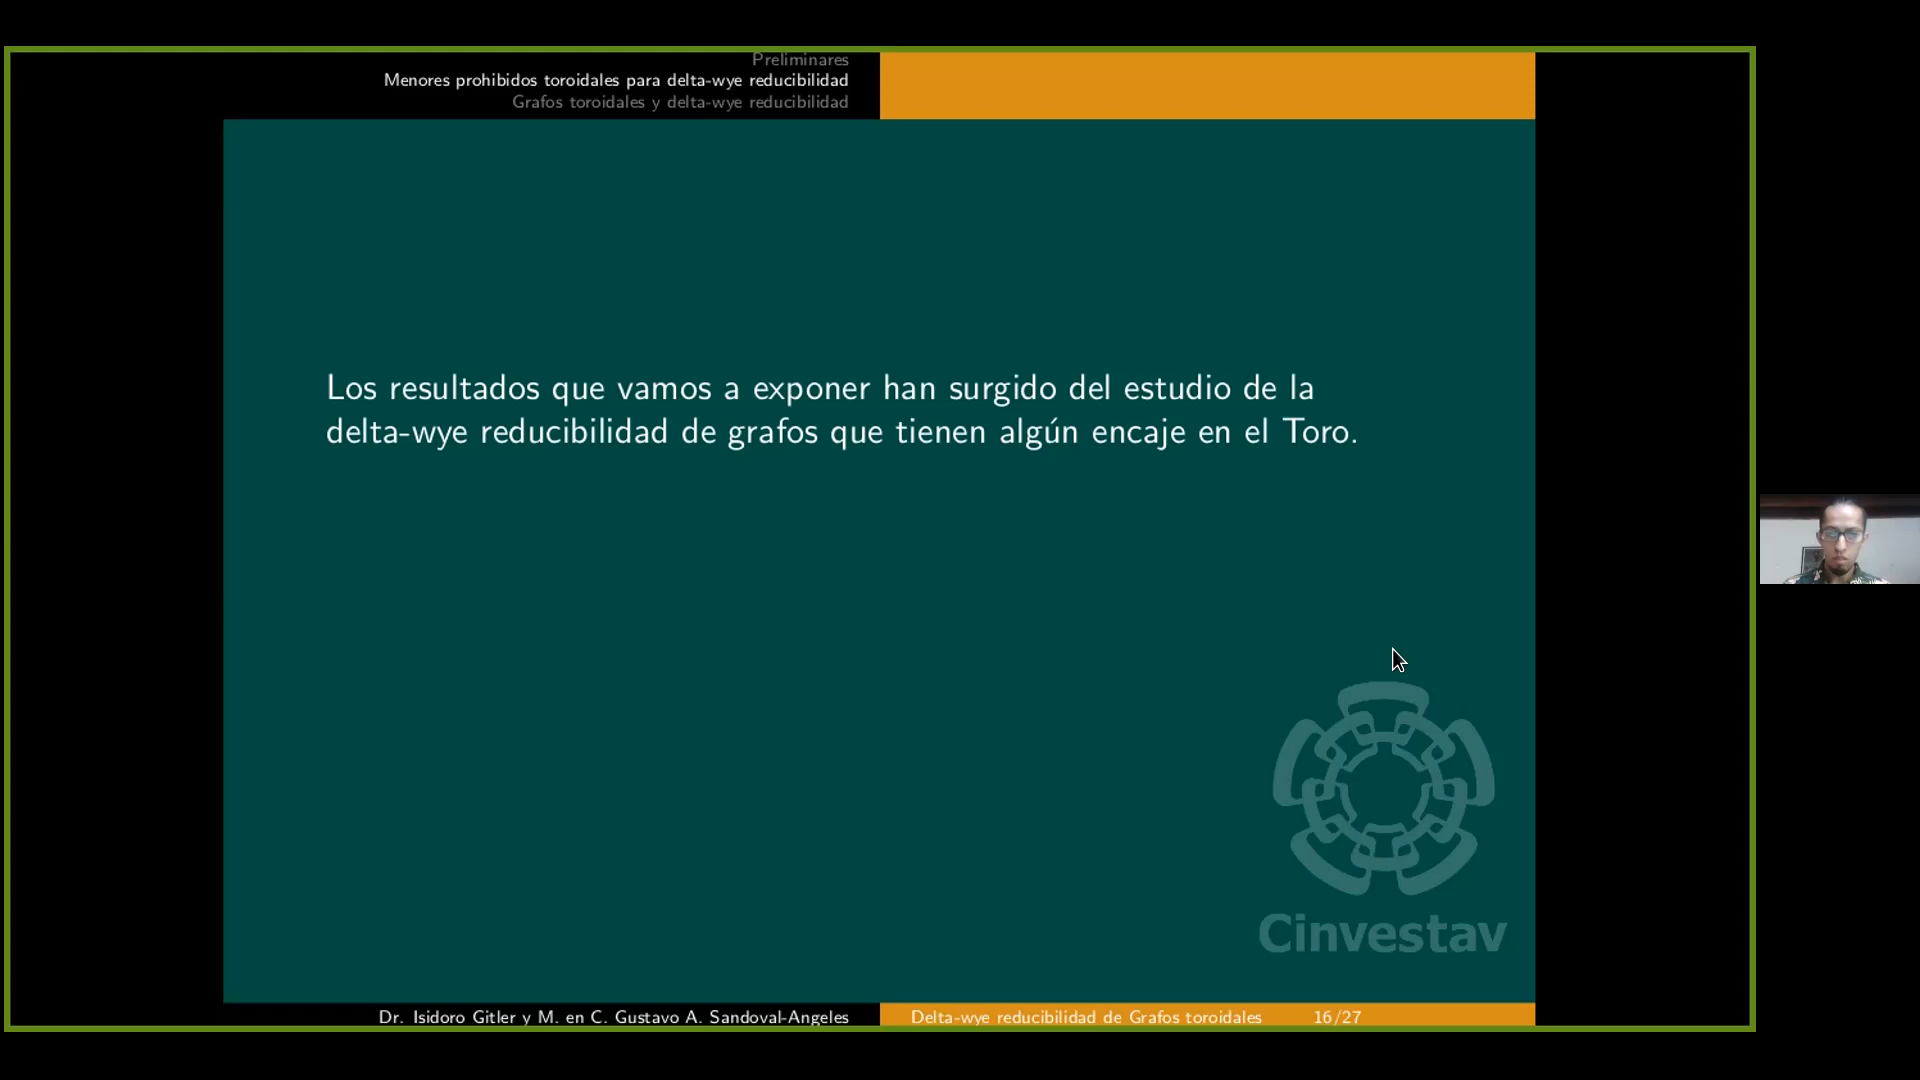 Preliminares
Menores prohibidos toroidales para delta-wye reducibilidad
Grafos toroidales y delta-wye reducibilidad
Los resultados que vamos a exponer han surgido del estudio de la
delta-wye reducibilidad de grafos que tienen algún encaje en el Toro.
Cinvestav
Dr. Isidoro Gitler y M. en C. Gustavo A. Sandoval-Angeles
Delta-wye reducibilidad de Grafos toroidales
16/27